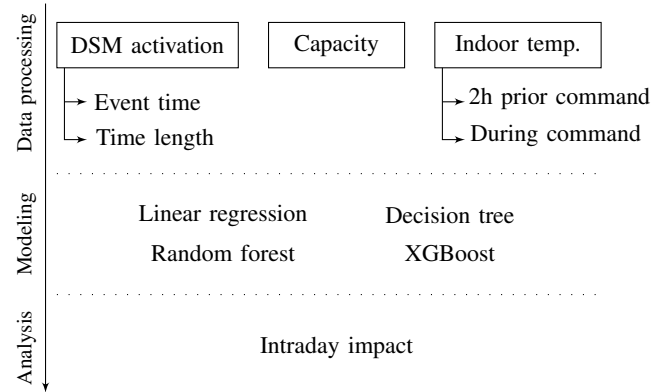 Data processing
DSM activation
Capacity
Indoor temp.
Event time
Time length
2h prior command
During command
Modeling
Linear regression
Decision tree
Random forest
XGBoost
Analysis
Intraday impact